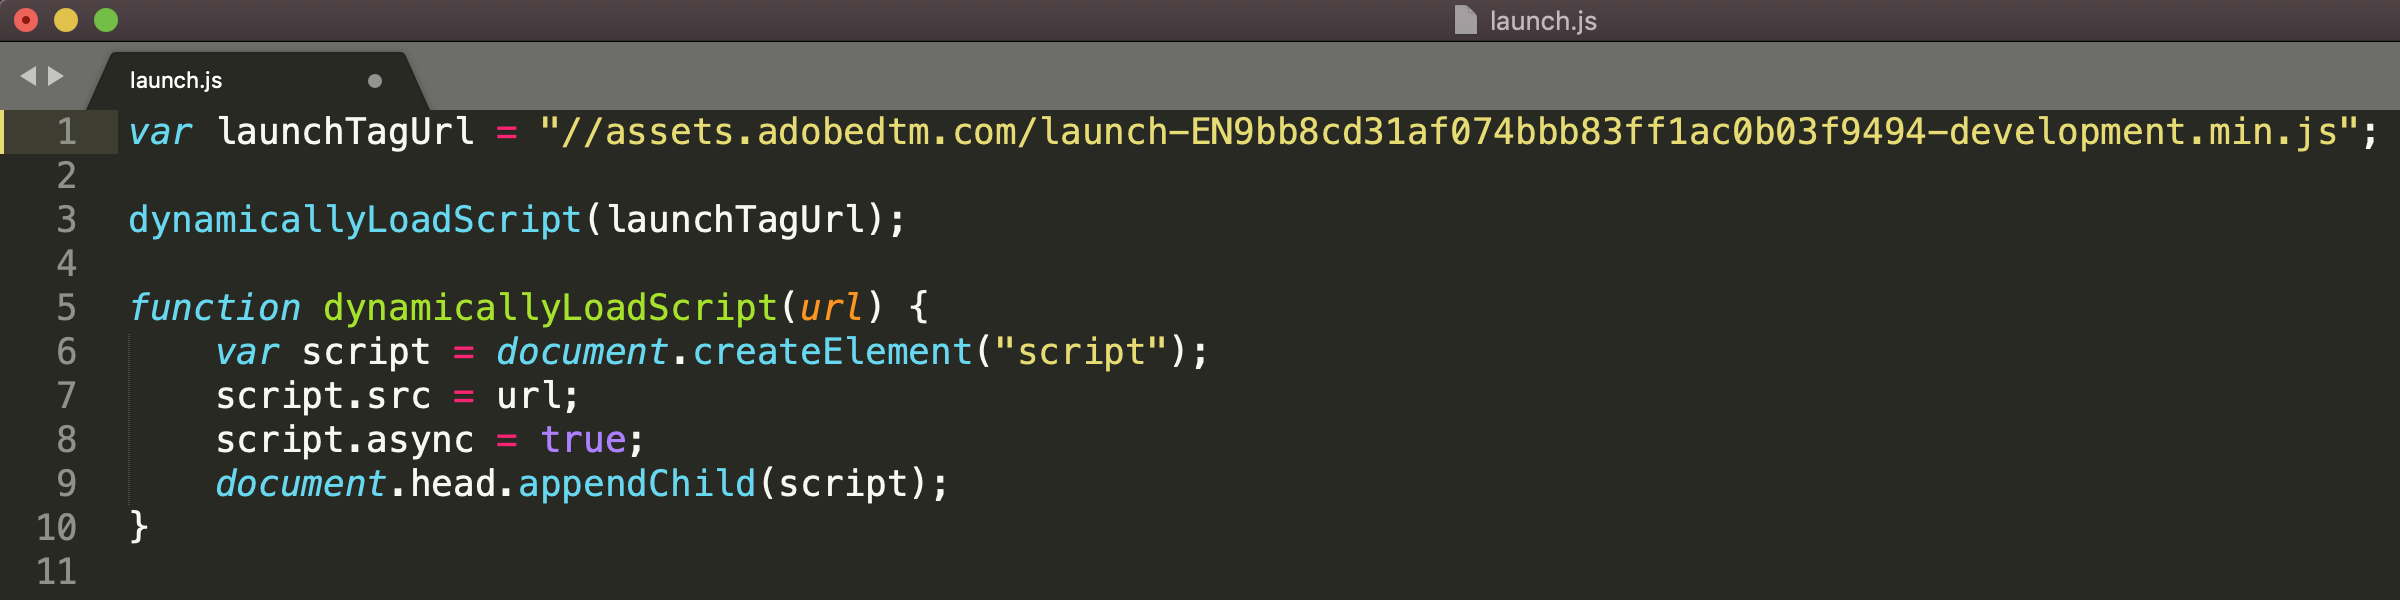 launch.js
launch.js
1 var launchTagUrl = "//assets.adobedtm.com/launch-EN9bb8cd31af074bbb83ff1ac0b03f9494-development.min.js";
2
3 dynamicallyLoadScript(launchTagUrl);
4
5 function dynamicallyLoadScript(url) {
6     var script = document.createElement("script");
7     script.src = url;
8     script.async = true;
9     document.head.appendChild(script);
10 }
11